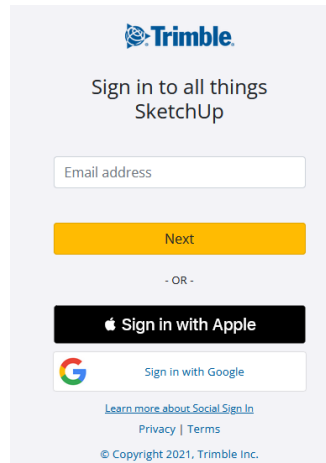 Trimble.
Sign in to all things
SketchUp
Email address
Next
- OR -
Sign in with Apple
Sign in with Google
Learn more about Social Sign In
Privacy | Terms
© Copyright 2021, Trimble Inc.